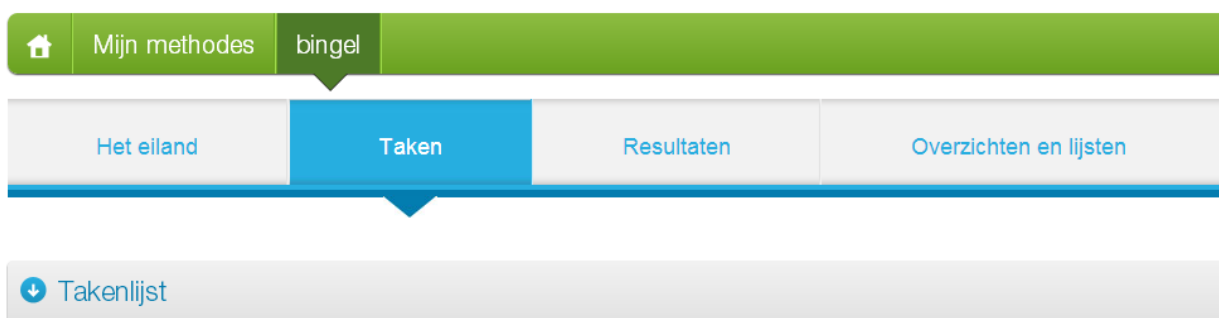 Mijn methodes bingel
Het eiland Taken Resultaten Overzichten en lijsten
Takenlijst